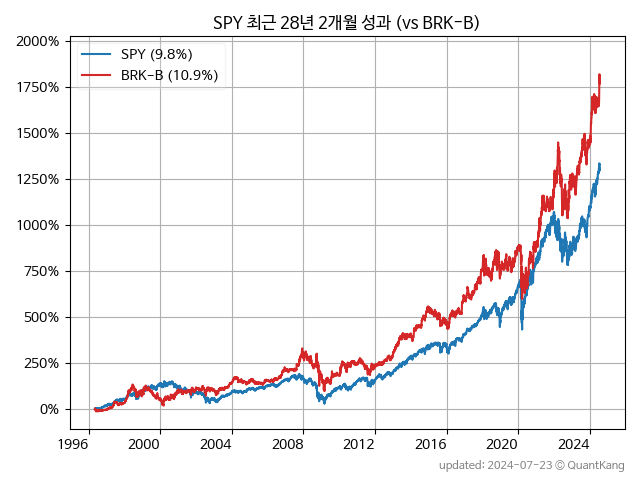 SPY 최근 28년 2개월 성과 (vs BRK-B)
2000%
1750%
1500%
1250%
1000%
750%
500%
250%
0%
SPY (9.8%)
BRK-B (10.9%)
1996 2000 2004 2008 2012 2016 2020 2024
updated: 2024-07-23 © QuantKang